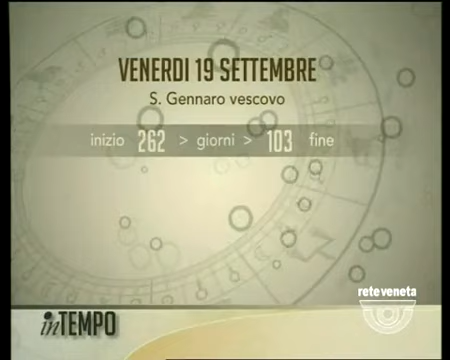 VENERDI 19 SETTEMBRE
S. Gennaro vescovo
inizio 262 > giorni > 103 fine
reteveneta
inTEMPO